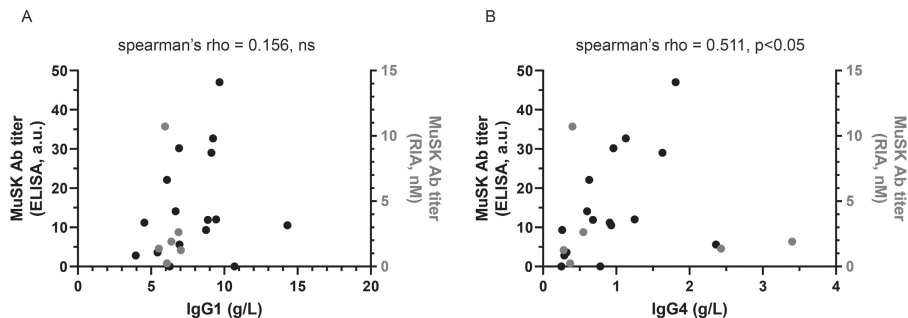 A
spearman's rho = 0.156, ns
MuSK Ab titer
(ELISA, a.u.)
50
40
30
20
10
0
0
5
10
15
20
IgG1 (g/L)
15
10
5
0
MuSK Ab titer
(RIA, nM)
B
spearman's rho = 0.511, p<0.05
MuSK Ab titer
(ELISA, a.u.)
50
40
30
20
10
0
0
1
2
3
4
IgG4 (g/L)
15
10
5
0
MuSK Ab titer
(RIA, nM)